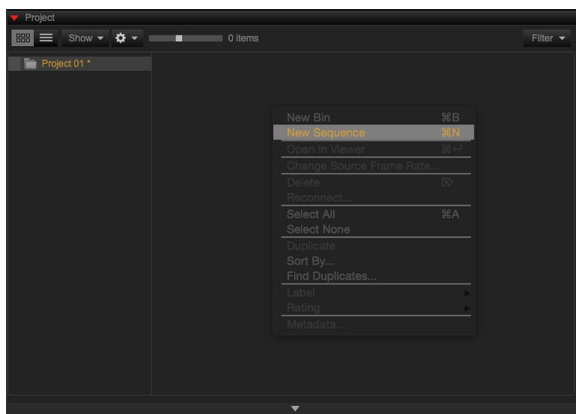 Project
Show
0 Items
Filter
Project 01 *
New Bin ⌘B
New Sequence ⌘N
Open in Viewer ⌘↩
Change Source Frame Rate...
Delete ⌦
Reconnect...
Select All ⌘A
Select None
Duplicate
Sort By...
Find Duplicates...
Label
Rating
Metadata...